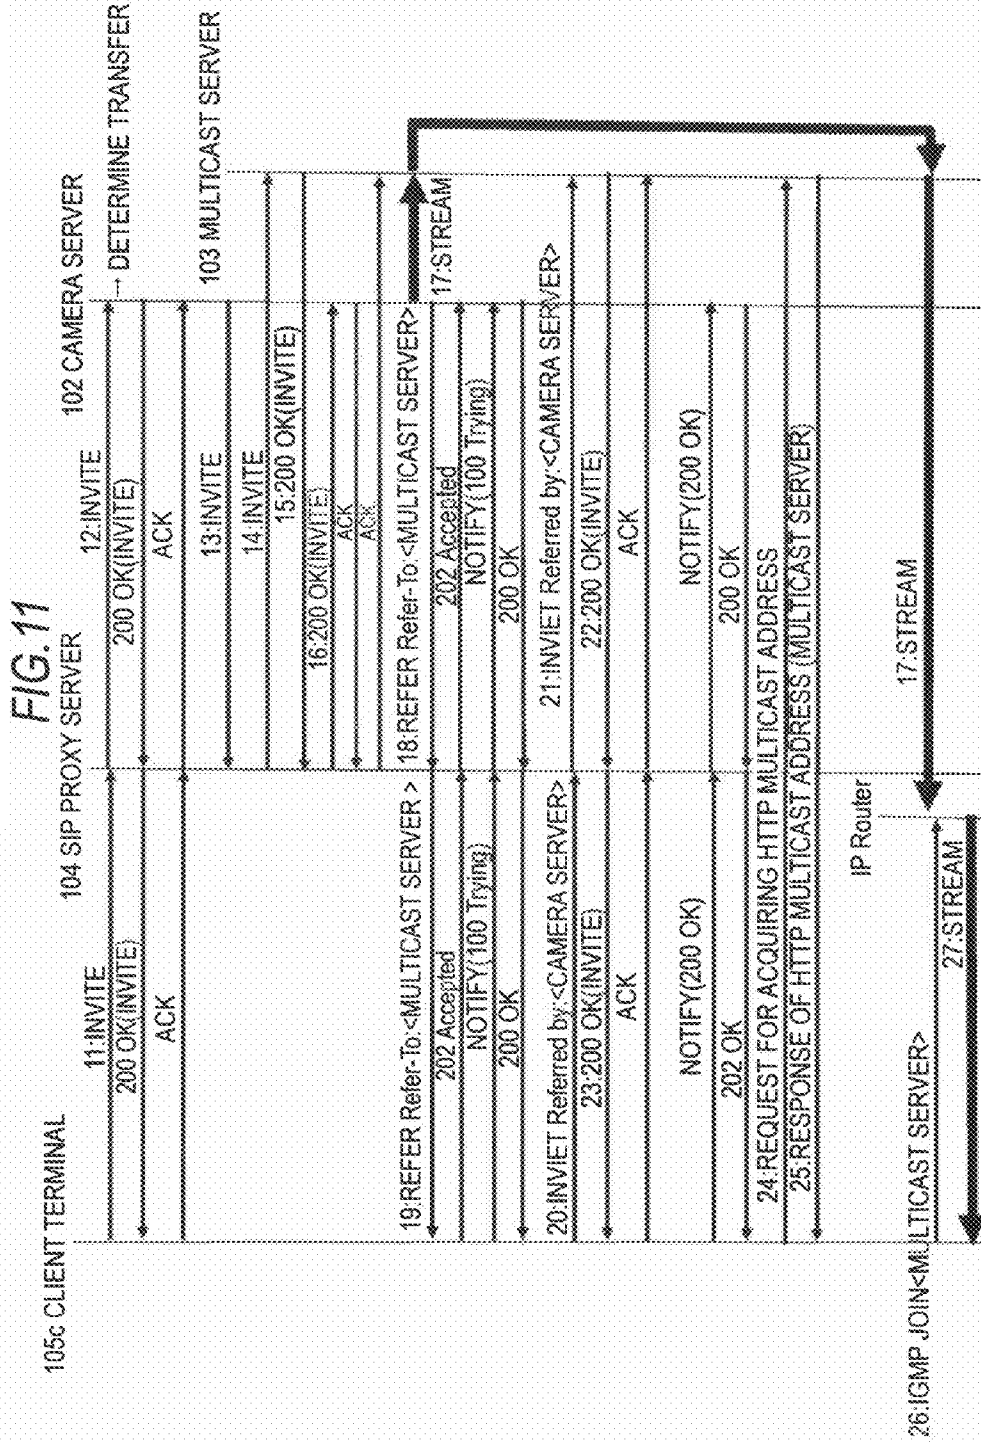 FIG.11
105c CLIENT TERMINAL
104 SIP PROXY SERVER
102 CAMERA SERVER
→ DETERMINE TRANSFER
103 MULTICAST SERVER
11:INVITE
12:INVITE
200 OK(INVITE)
200 OK(INVITE)
ACK
ACK
13:INVITE
14:INVITE
15:200 OK(INVITE)
16:200 OK(INVITE)
ACK
ACK
17:STREAM
19:REFER Refer-To:<MULTICAST SERVER >
18:REFER Refer-To:<MULTICAST SERVER>
202 Accepted
202 Accepted
NOTIFY(100 Trying)
NOTIFY(100 Trying)
200 OK
200 OK
20:INVIET Referred by:<CAMERA SERVER>
21:INVIET Referred by:<CAMERA SERVER>
23:200 OK(INVITE)
22:200 OK(INVITE)
ACK
ACK
NOTIFY(200 OK)
NOTIFY(200 OK)
202 OK
200 OK
24:REQUEST FOR ACQUIRING HTTP MULTICAST ADDRESS
25:RESPONSE OF HTTP MULTICAST ADDRESS (MULTICAST SERVER)
IP Router
17:STREAM
26:IGMP JOIN<MULTICAST SERVER>
27:STREAM